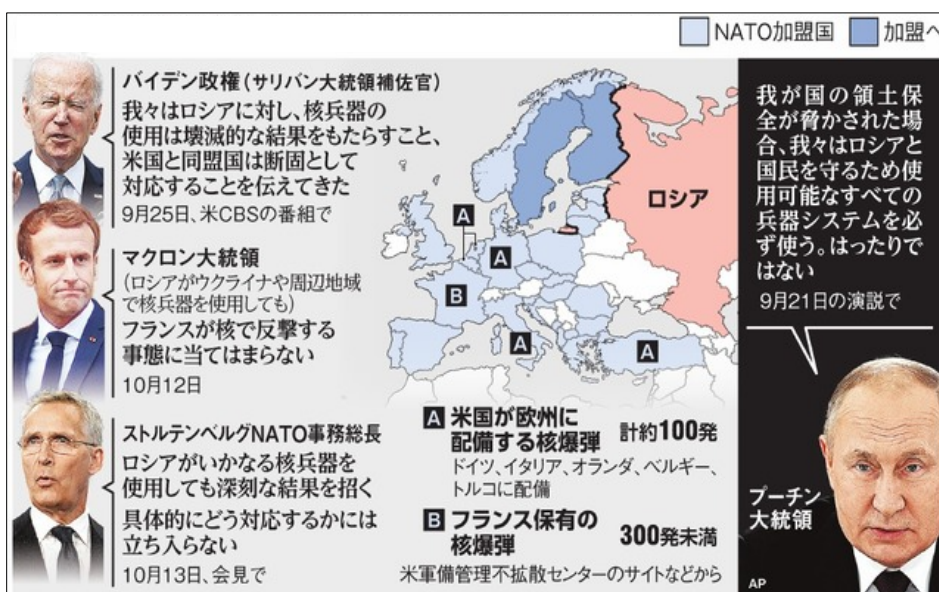 NATO加盟国
加盟へ
バイデン政権(サリバン大統領補佐官)
我々はロシアに対し、核兵器の
使用は壊滅的な結果をもたらすこと、
米国と同盟国は断固として
対応することを伝えてきた
9月25日、米CBSの番組で
マクロン大統領
(ロシアがウクライナや周辺地域
で核兵器を使用しても)
フランスが核で反撃する
事態に当てはまらない
10月12日
ストルテンベルグNATO事務総長
ロシアがいかなる核兵器を
使用しても深刻な結果を招く
具体的にどう対応するかには
立ち入らない
10月13日、会見で
ロシア
A
A
B
A
A
A 米国が欧州に
配備する核爆弾 計約100発
ドイツ、イタリア、オランダ、ベルギー、
トルコに配備
B フランス保有の
核爆弾 300発未満
米軍備管理不拡散センターのサイトなどから
我が国の領土保
全が脅かされた場
合、我々はロシアと
国民を守るため使
用可能なすべての
兵器システムを必
ず使う。はったりで
はない
9月21日の演説で
プーチン
大統領
AP